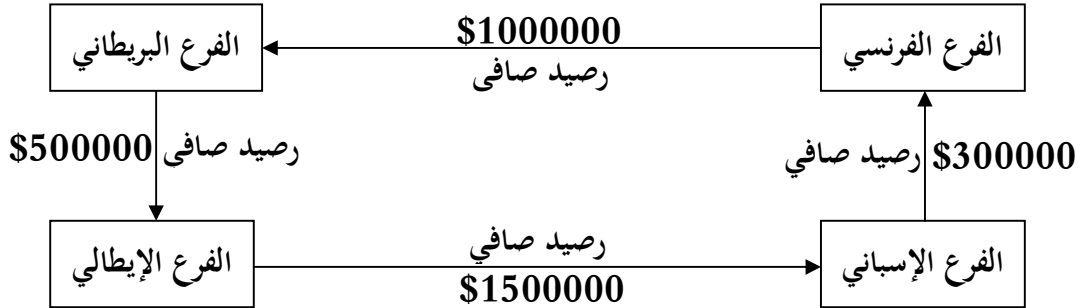 الفرع الفرنسي
$1000000
رصيد صافى
الفرع البريطاني
$300000 رصيد صافي
رصيد صافى $500000
الفرع الإسباني
رصيد صافي
$1500000
الفرع الإيطالي